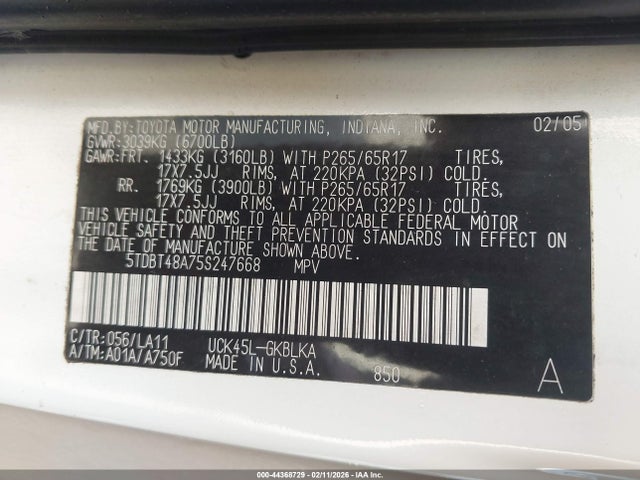 MFD.BY:TOYOTA MOTOR MANUFACTURING, INDYANA, INC. 02/05
GVWR:3039KG (6700LB)
GAWR:FRT. 1433KG (3160LB) WITH P265/65R17 TIRES,
17X7.5JJ RIMS, AT 220KPA (32PSI) COLD.
RR. 1769KG (3900LB) WITH P265/65R17 TIRES,
17X7.5JJ RIMS, AT 220KPA (32PSI) COLD.
THIS VEHICLE CONFORMS TO ALL APPLICABLE FEDERAL MOTOR
VEHICLE SAFETY AND THEFT PREVENTION STANDARDS IN EFFECT ON
THE DATE OF MANUFACTURE SHOWN ABOVE.
5TDBT48A75S247668 MPV
C/TR:056/LA11 UCK45L-GKBLKA
A/TM:A01A/A750F MADE IN U.S.A. 850 A
000-44368729 - 02/11/2026 - COPYRIGHT IAA, LLC.